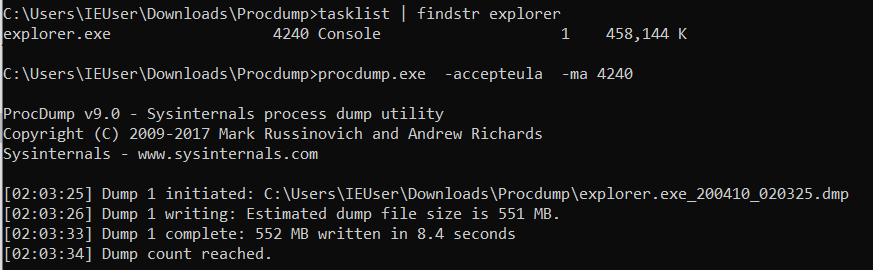 C:\Users\IEUser\Downloads\Procdump>tasklist | findstr explorer
explorer.exe                  4240 Console                    1    458,144 K
C:\Users\IEUser\Downloads\Procdump>procdump.exe  -accepteula  -ma 4240
ProcDump v9.0 - Sysinternals process dump utility
Copyright (C) 2009-2017 Mark Russinovich and Andrew Richards
Sysinternals - www.sysinternals.com
[02:03:25] Dump 1 initiated: C:\Users\IEUser\Downloads\Procdump\explorer.exe_200410_020325.dmp
[02:03:26] Dump 1 writing: Estimated dump file size is 551 MB.
[02:03:33] Dump 1 complete: 552 MB written in 8.4 seconds
[02:03:34] Dump count reached.